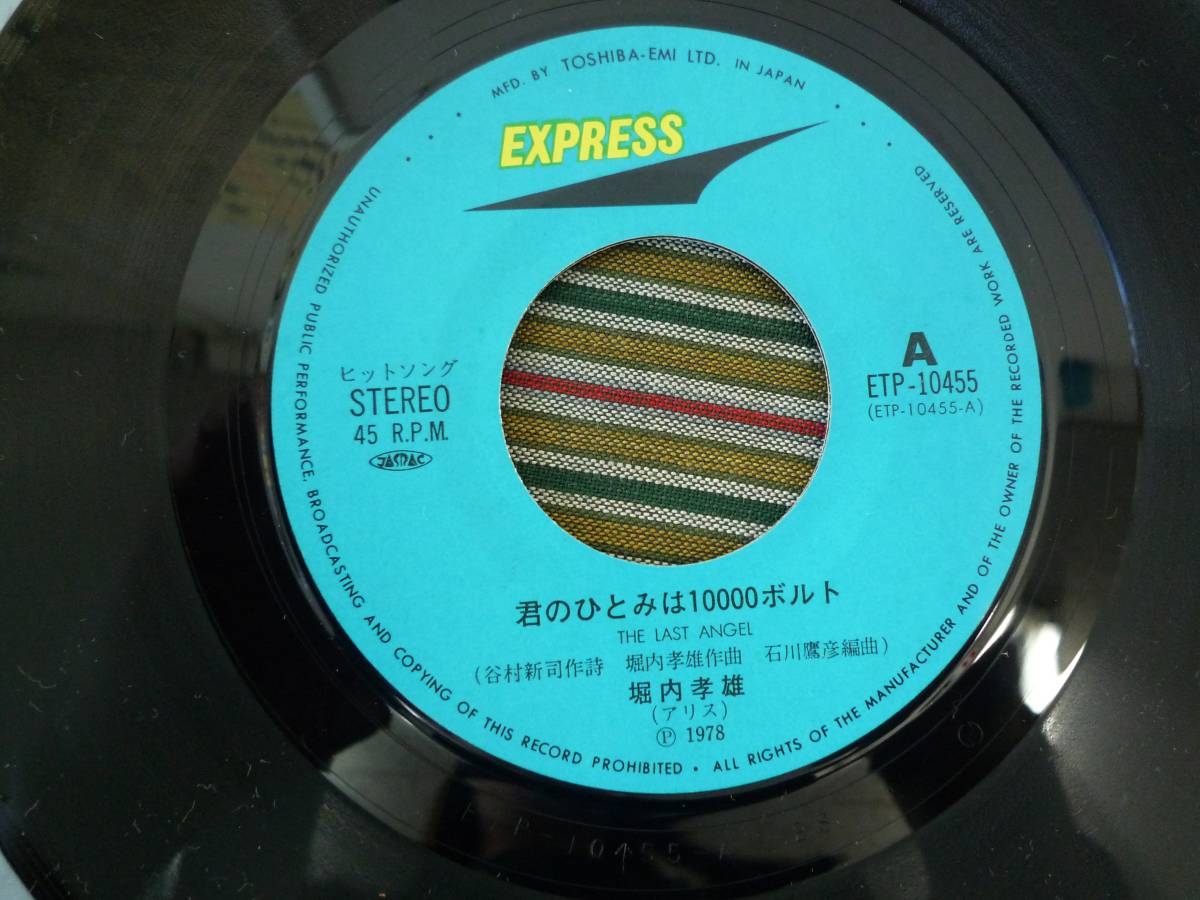 MFD. BY TOSHIBA-EMI LTD. IN JAPAN
EXPRESS
ヒットソング
STEREO
45 R.P.M.
JASRAC
A
ETP-10455
(ETP-10455-A)
君のひとみは10000ボルト
THE LAST ANGEL
(谷村新司作詩 堀内孝雄作曲 石川鷹彦編曲)
堀内孝雄
(アリス)
Ⓟ 1978
UNAUTHORIZED PUBLIC PERFORMANCE, BROADCASTING AND COPYING OF THIS RECORD PROHIBITED • ALL RIGHTS OF THE MANUFACTURER AND OF THE OWNER OF THE RECORDED WORK ARE RESERVED